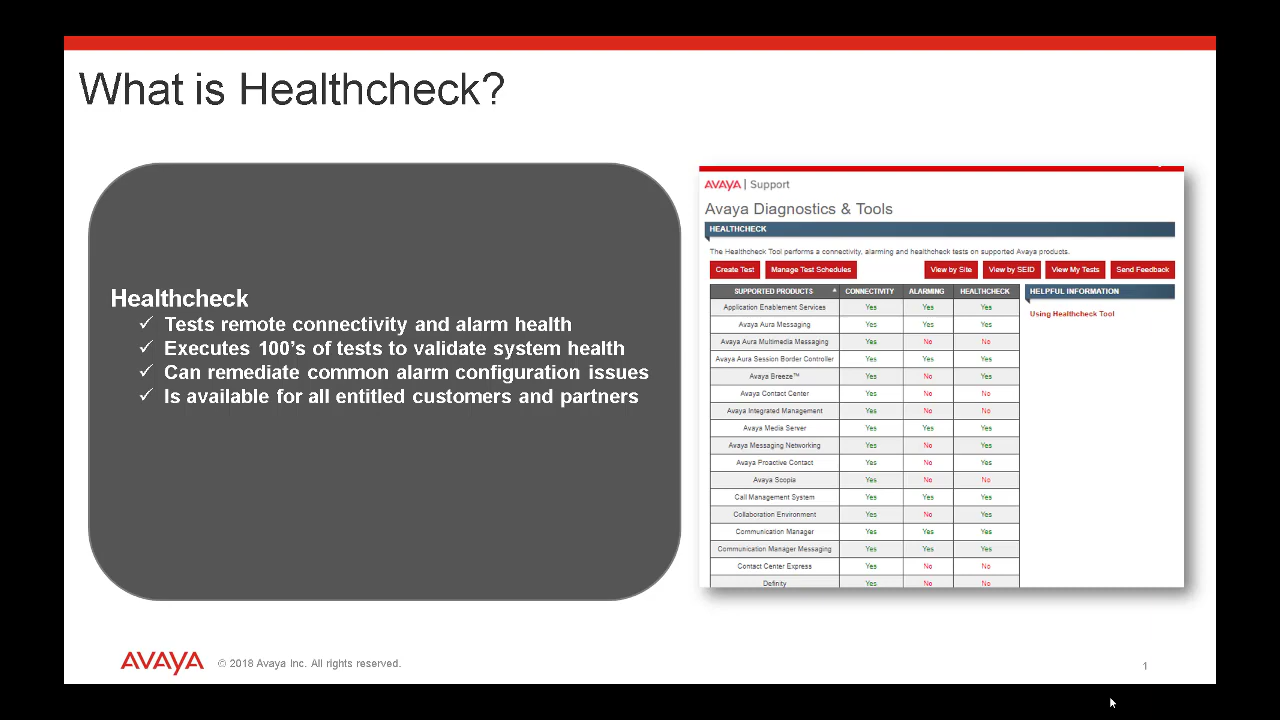 What is Healthcheck?
Healthcheck
✓ Tests remote connectivity and alarm health
✓ Executes 100's of tests to validate system health
✓ Can remediate common alarm configuration issues
✓ Is available for all entitled customers and partners
AVAYA | Support
Avaya Diagnostics & Tools
HEALTHCHECK
The Healthcheck Tool performs a connectivity, alarming and healthcheck tests on supported Avaya products.
Create Test Manage Test Schedules View by Site View by SEID View My Tests Send Feedback
SUPPORTED PRODUCTS CONNECTIVITY ALARMING HEALTHCHECK
Application Enablement Services Yes Yes Yes
Avaya Aura Messaging Yes Yes Yes
Avaya Aura Multimedia Messaging Yes No No
Avaya Aura Session Border Controller Yes Yes Yes
Avaya Breeze™ Yes No Yes
Avaya Contact Center Yes No No
Avaya Integrated Management Yes No No
Avaya Media Server Yes Yes Yes
Avaya Messaging Networking Yes No Yes
Avaya Proactive Contact Yes No Yes
Avaya Scopia Yes No No
Call Management System Yes Yes Yes
Collaboration Environment Yes No Yes
Communication Manager Yes Yes Yes
Communication Manager Messaging Yes Yes Yes
Contact Center Express Yes No No
Definity Yes No No
HELPFUL INFORMATION
Using Healthcheck Tool
AVAYA © 2018 Avaya Inc. All rights reserved.
1